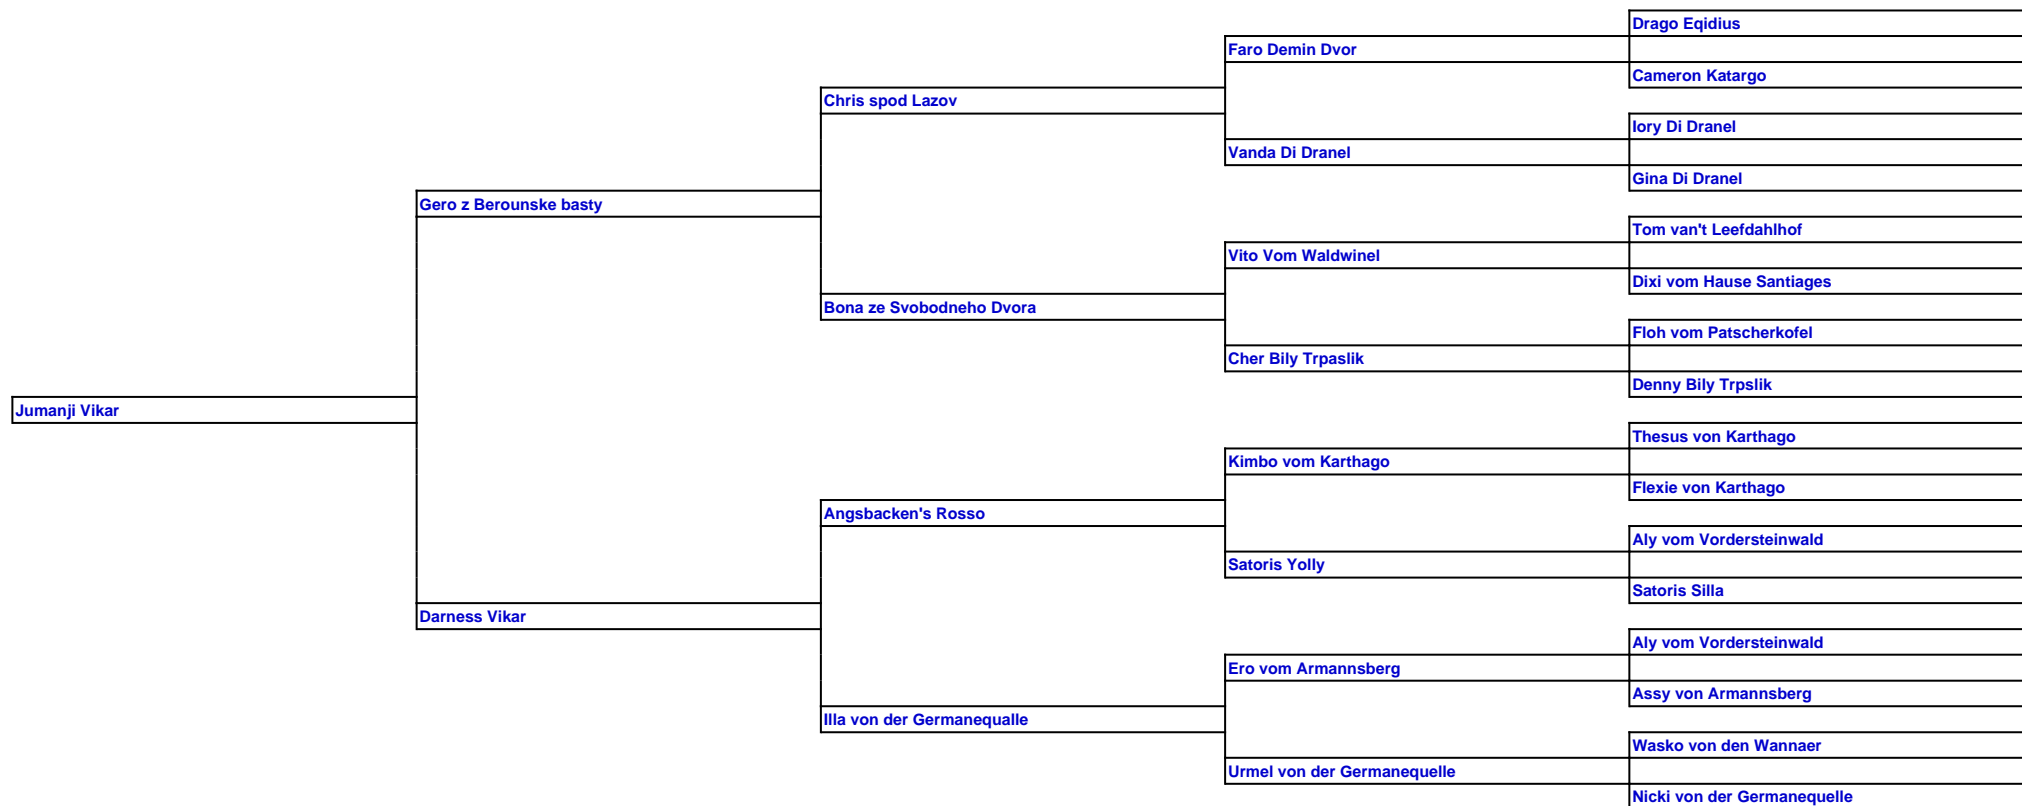 Drago Eqidius
Faro Demin Dvor
Cameron Katargo
Chris spod Lazov
Iory Di Dranel
Vanda Di Dranel
Gina Di Dranel
Gero z Berounske basty
Tom van't Leefdahlhof
Vito Vom Waldwinel
Dixi vom Hause Santiages
Bona ze Svobodneho Dvora
Floh vom Patscherkofel
Cher Bily Trpaslik
Denny Bily Trpslik
Jumanji Vikar
Thesus von Karthago
Kimbo vom Karthago
Flexie von Karthago
Angsbacken's Rosso
Aly vom Vordersteinwald
Satoris Yolly
Satoris Silla
Darness Vikar
Aly vom Vordersteinwald
Ero vom Armannsberg
Assy von Armannsberg
Illa von der Germanequalle
Wasko von den Wannaer
Urmel von der Germanequelle
Nicki von der Germanequelle